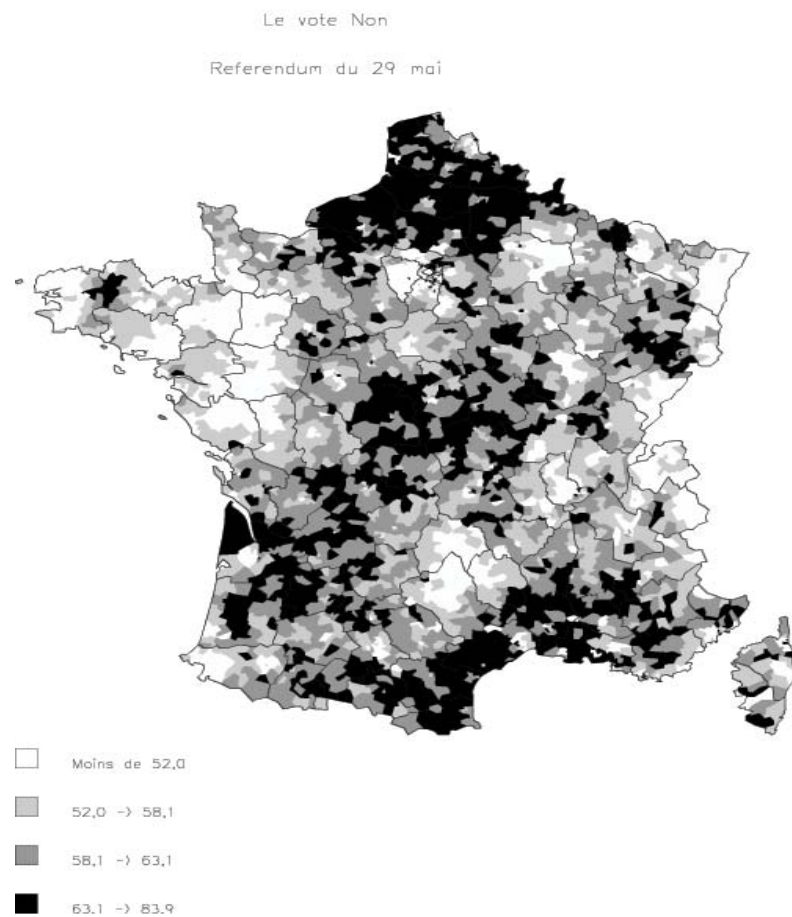 Le vote Non
Referendum du 29 mai
Moins de 52,0
52,0 -> 58,1
58,1 -> 63,1
63,1 -> 83,9